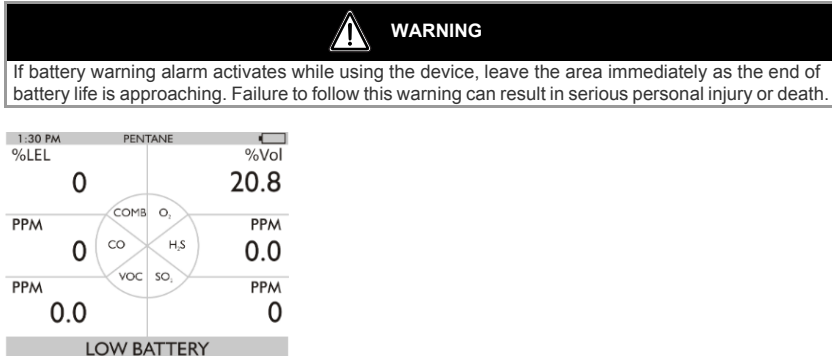 WARNING
If battery warning alarm activates while using the device, leave the area immediately as the end of
battery life is approaching. Failure to follow this warning can result in serious personal injury or death.
1:30 PM PENTANE
%LEL %Vol
0 20.8
COMB O₂
PPM PPM
0 CO H₂S 0.0
VOC SO₂
PPM PPM
0.0 0
LOW BATTERY